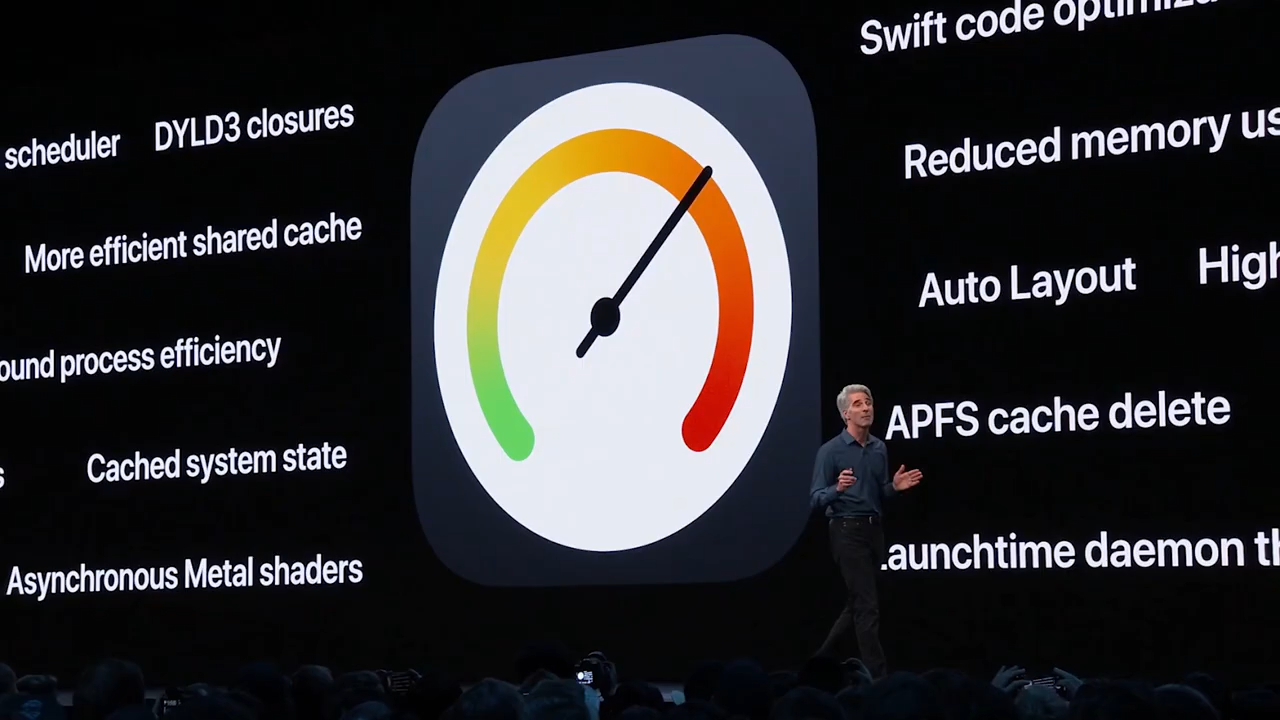 Swift code
scheduler DYLD3 closures
Reduced memory
More efficient shared cache
Auto Layout
process efficiency
APFS cache delete
Cached system state
daemon
Asynchronous Metal shaders